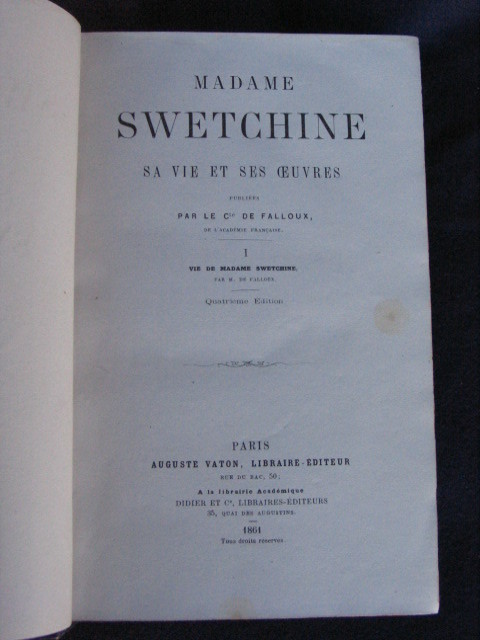 MADAME
SWETCHINE
SA VIE ET SES ŒUVRES
PUBLIÉES
PAR LE Cte DE FALLOUX,
DE L'ACADÉMIE FRANÇAISE.
I
VIE DE MADAME SWETCHINE,
PAR M. DE FALLOUX.
Quatrième Édition
PARIS
AUGUSTE VATON, LIBRAIRE-ÉDITEUR
RUE DU BAC, 50;
A la librairie Académique
DIDIER ET Ce, LIBRAIRES-ÉDITEURS
35, QUAI DES AUGUSTINS.
1861
Tous droits réservés